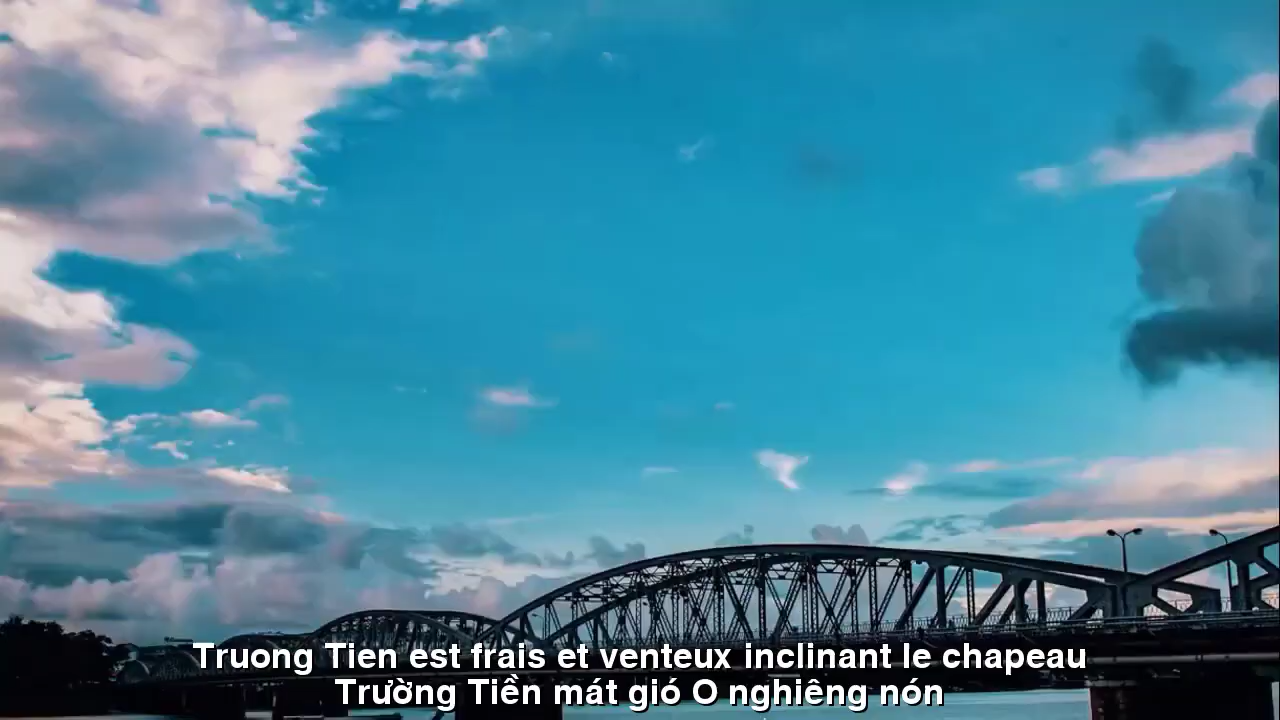 Truong Tien est frais et venteux inclinant le chapeau
Trường Tiền mát gió O nghiêng nón